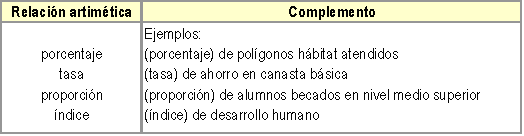 Relación artimética Complemento
Ejemplos:
porcentaje (porcentaje) de polígonos hábitat atendidos
tasa (tasa) de ahorro en canasta básica
proporción (proporción) de alumnos becados en nivel medio superior
índice (índice) de desarrollo humano